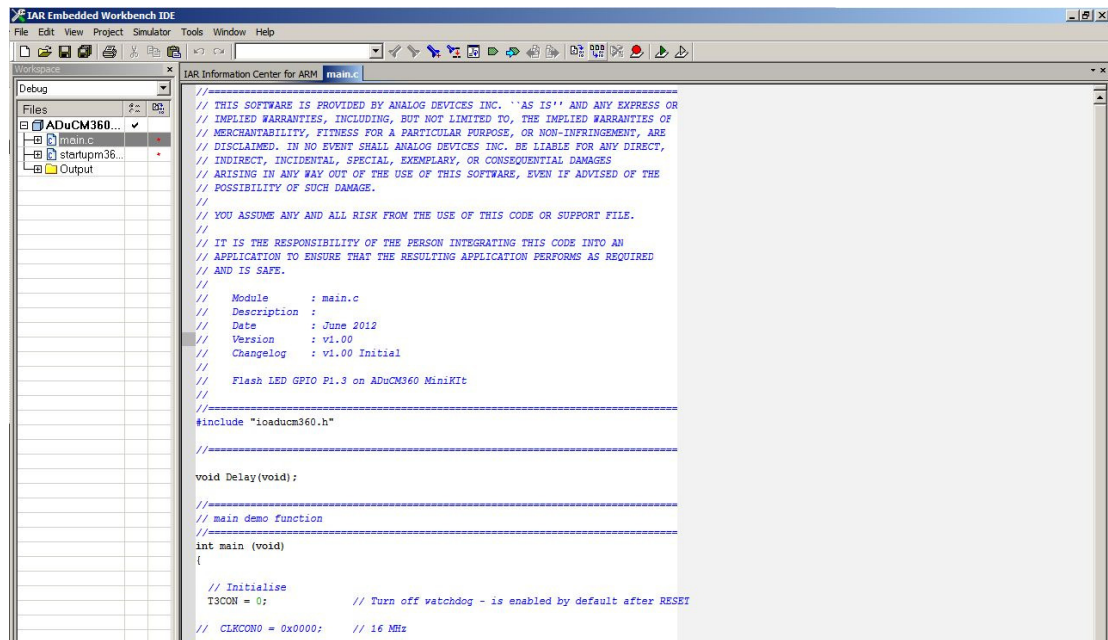 IAR Embedded Workbench IDE
File Edit View Project Simulator Tools Window Help
Workspace
IAR Information Center for ARM main.c
Debug
Files
ADuCM360...
main.c
startupm36...
Output
//==============================================================================
// THIS SOFTWARE IS PROVIDED BY ANALOG DEVICES INC. ``AS IS'' AND ANY EXPRESS OR
// IMPLIED WARRANTIES, INCLUDING, BUT NOT LIMITED TO, THE IMPLIED WARRANTIES OF
// MERCHANTABILITY, FITNESS FOR A PARTICULAR PURPOSE, OR NON-INFRINGEMENT, ARE
// DISCLAIMED. IN NO EVENT SHALL ANALOG DEVICES INC. BE LIABLE FOR ANY DIRECT,
// INDIRECT, INCIDENTAL, SPECIAL, EXEMPLARY, OR CONSEQUENTIAL DAMAGES
// ARISING IN ANY WAY OUT OF THE USE OF THIS SOFTWARE, EVEN IF ADVISED OF THE
// POSSIBILITY OF SUCH DAMAGE.
//
// YOU ASSUME ANY AND ALL RISK FROM THE USE OF THIS CODE OR SUPPORT FILE.
//
// IT IS THE RESPONSIBILITY OF THE PERSON INTEGRATING THIS CODE INTO AN
// APPLICATION TO ENSURE THAT THE RESULTING APPLICATION PERFORMS AS REQUIRED
// AND IS SAFE.
//
// Module : main.c
// Description :
// Date : June 2012
// Version : v1.00
// Changelog : v1.00 Initial
//
// Flash LED GPIO P1.3 on ADuCM360 MiniKIt
//
//==============================================================================
#include "ioaducm360.h"
//==============================================================================
void Delay(void);
//==============================================================================
// main demo function
//==============================================================================
int main (void)
{
// Initialise
T3CON = 0; // Turn off watchdog - is enabled by default after RESET
// CLKCON0 = 0x0000; // 16 MHz